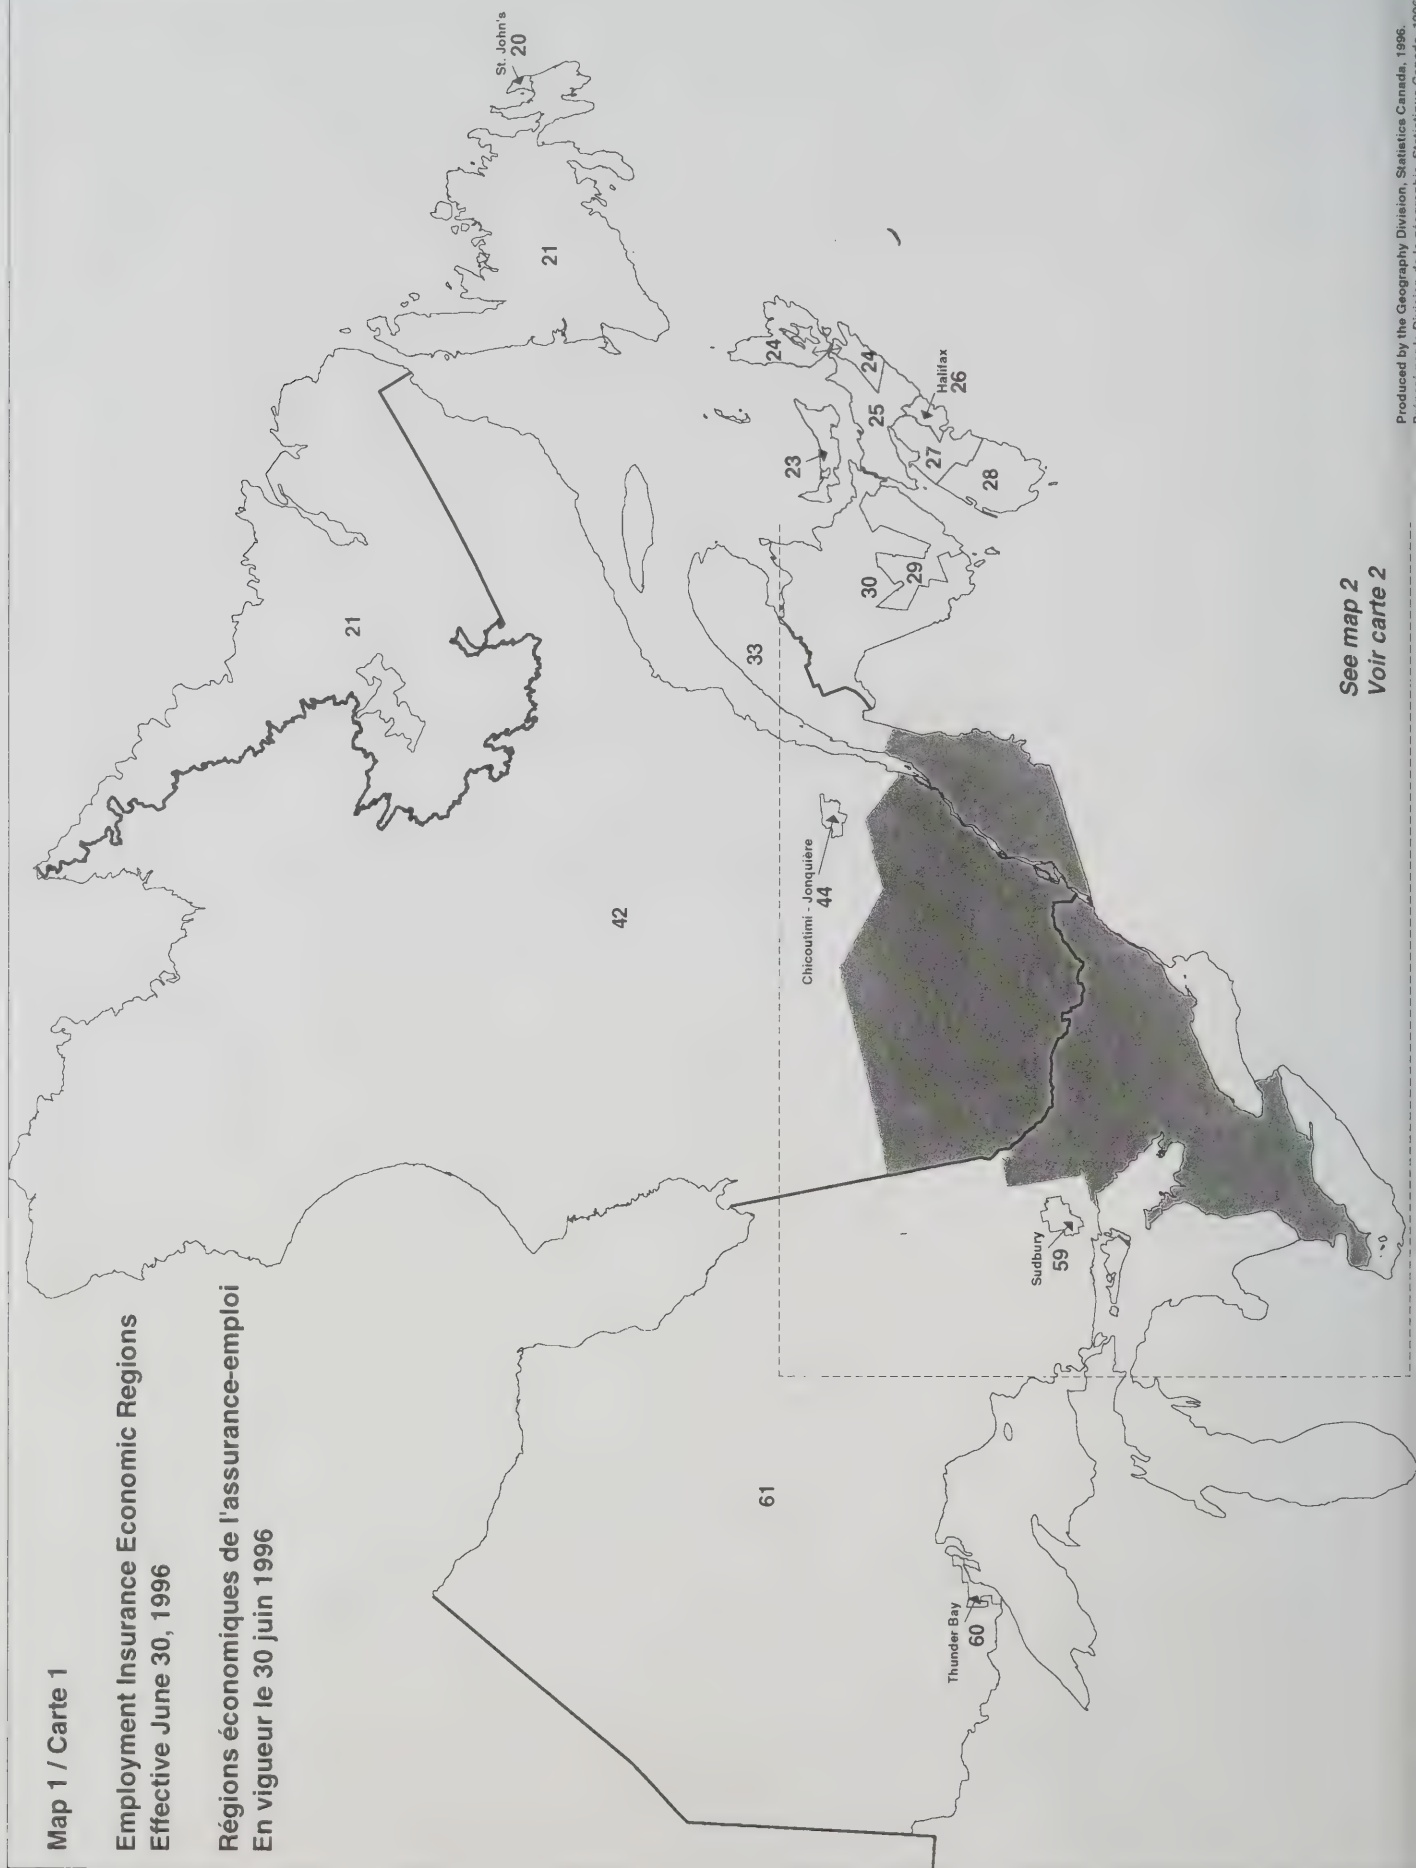 Map 1 / Carte 1
Employment Insurance Economic Regions
Effective June 30, 1996
Régions économiques de l'assurance-emploi
En vigueur le 30 juin 1996
St. John's
20
21
21
42
24
24
23
25
Halifax
26
27
28
30
29
33
Chicoutimi - Jonquière
44
Sudbury
59
61
Thunder Bay
60
See map 2
Voir carte 2
Produced by the Geography Division, Statistics Canada, 1996.